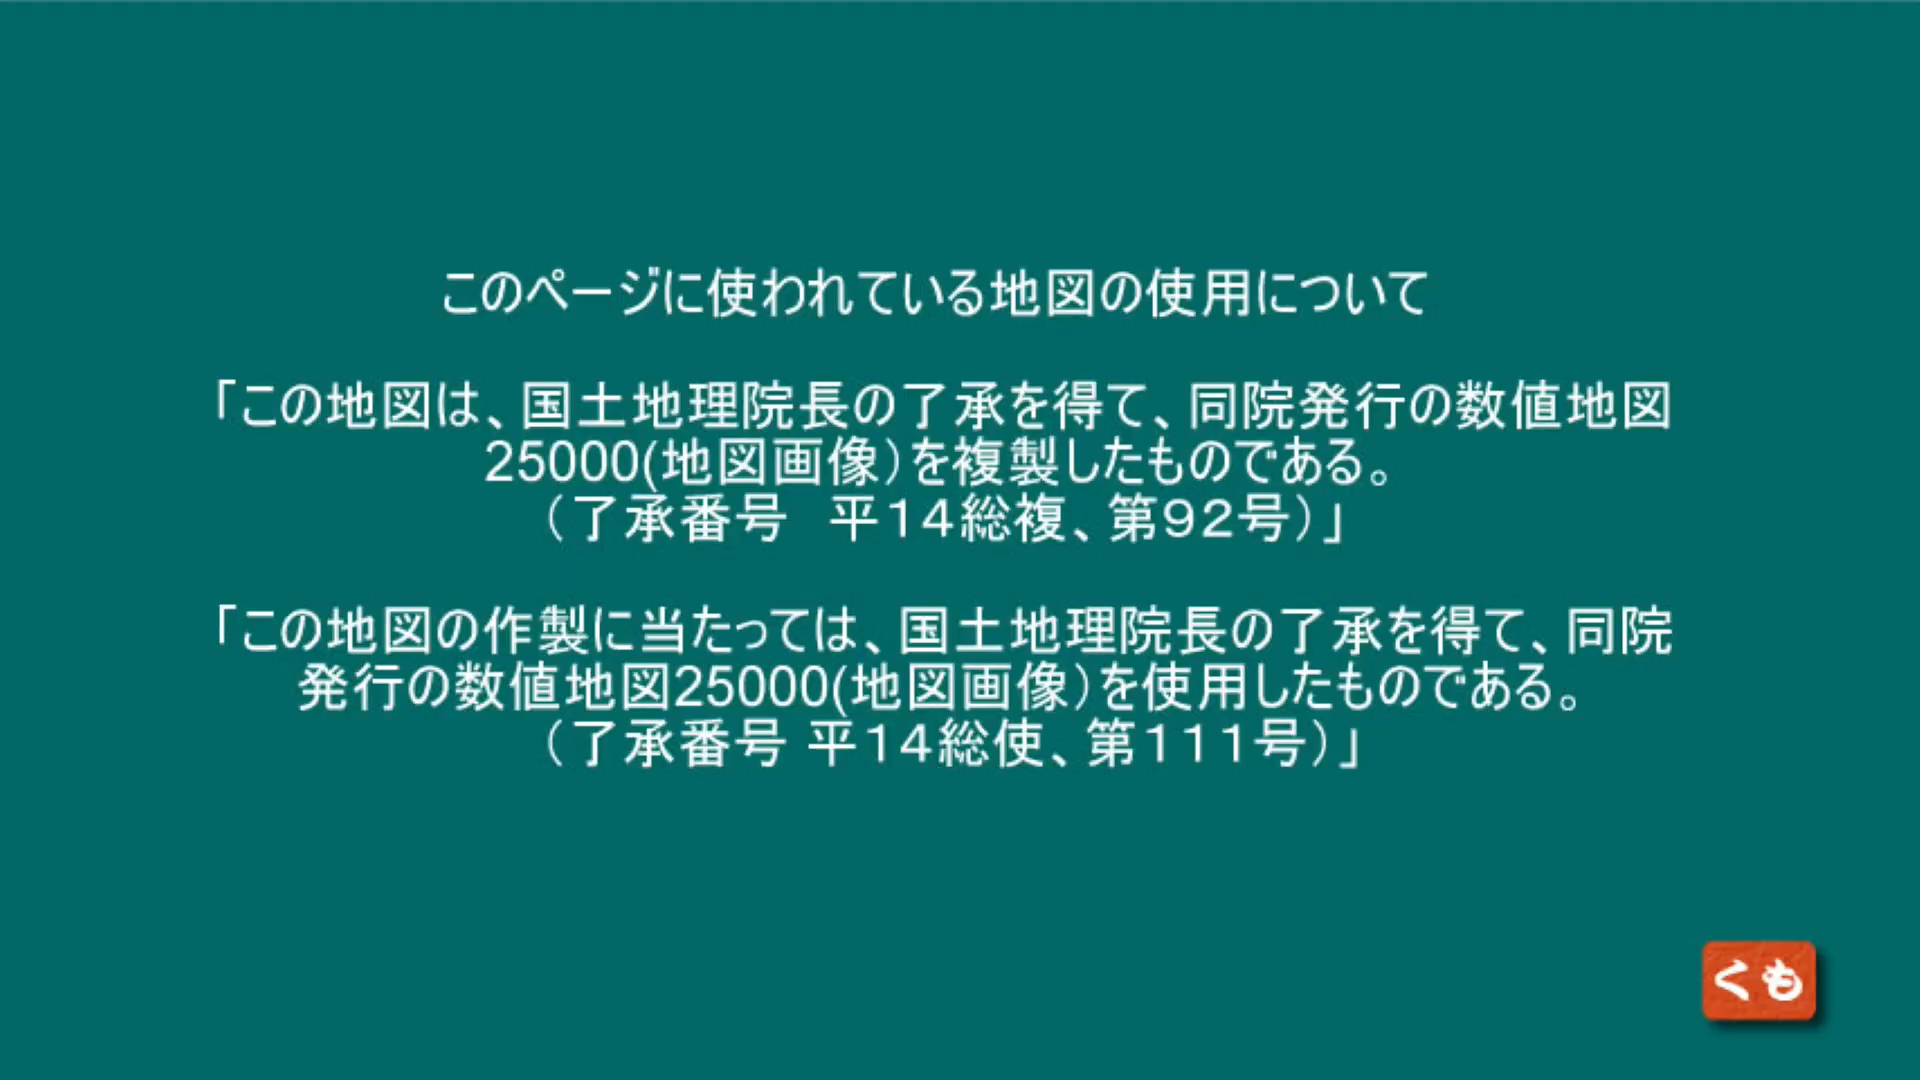 このページに使われている地図の使用について
「この地図は、国土地理院長の了承を得て、同院発行の数値地図
25000(地図画像）を複製したものである。
（了承番号　平１４総複、第９２号）」
「この地図の作製に当たっては、国土地理院長の了承を得て、同院
発行の数値地図25000(地図画像）を使用したものである。
（了承番号 平１４総使、第１１１号）」
くも